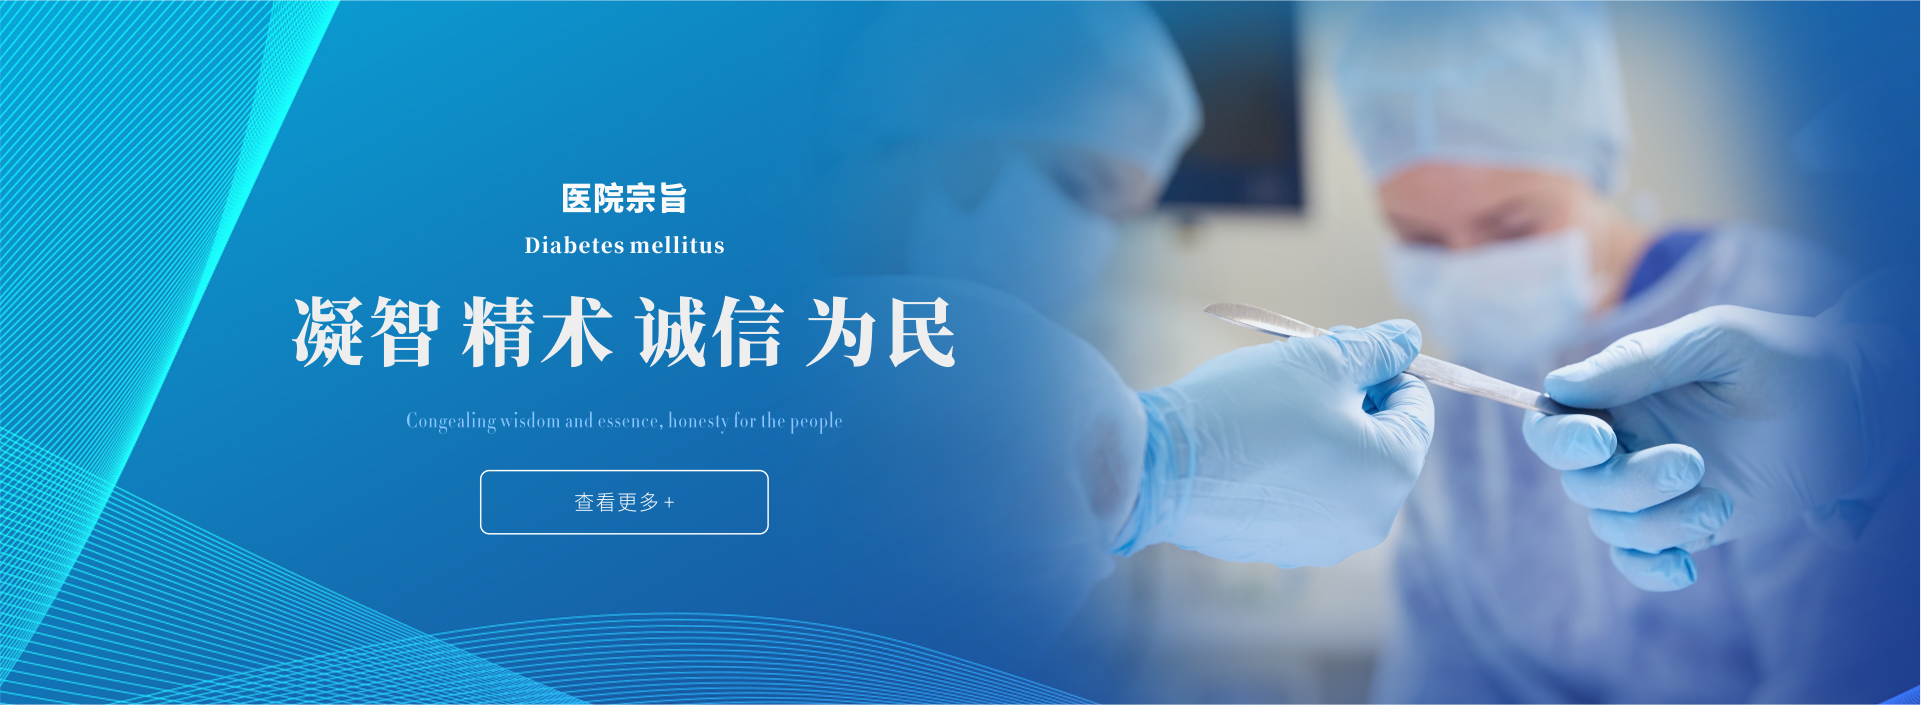 医院宗旨
Diabetes mellitus
凝智 精术 诚信 为民
Congealing wisdom and essence, honesty for the people
查看更多 +